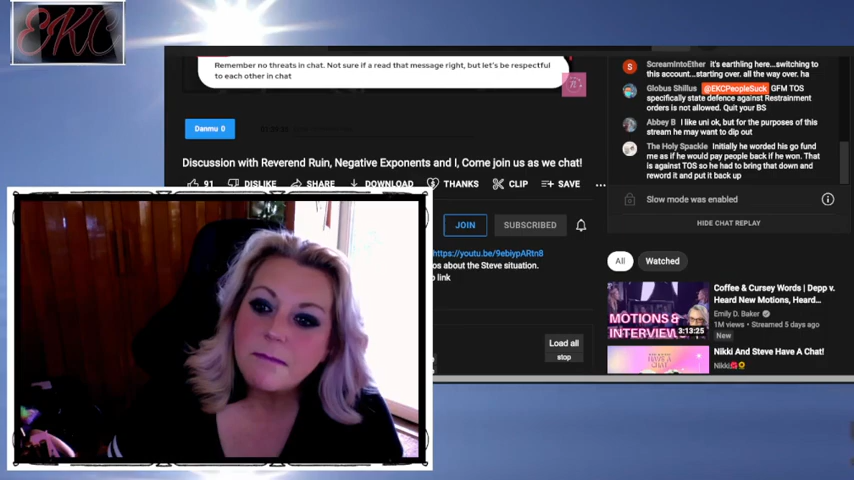 EKC
Remember no threats in chat. Not sure if a read that message right, but let's be respectful
to each other in chat
Danmu 0
Discussion with Reverend Ruin, Negative Exponents and I, Come join us as we chat!
91 DISLIKE SHARE DOWNLOAD THANKS CLIP SAVE ...
JOIN SUBSCRIBED
https://youtu.be/9ebiypARtn8
os about the Steve situation.
link
Load all
stop
ScreamIntoEther it's earthling here...switching to
this account...starting over. all the way over. ha
Globus Shillus @EKCPeopleSuck GFM TOS
specifically state defence against Restrainment
orders is not allowed. Quit your BS
Abbey B I like uni ok, but for the purposes of this
stream he may want to dip out
The Holy Spackle Initially he worded his go fund
me as if he would pay people back if he won. That
is against TOS so he had to bring that down and
reword it and put it back up
Slow mode was enabled
HIDE CHAT REPLAY
All Watched
MOTIONS &
INTERVIEW
3:13:25
Coffee & Cursey Words | Depp v.
Heard New Motions, Heard...
Emily D. Baker
1M views • Streamed 5 days ago
New
Nikki And Steve Have A Chat!
Nikki